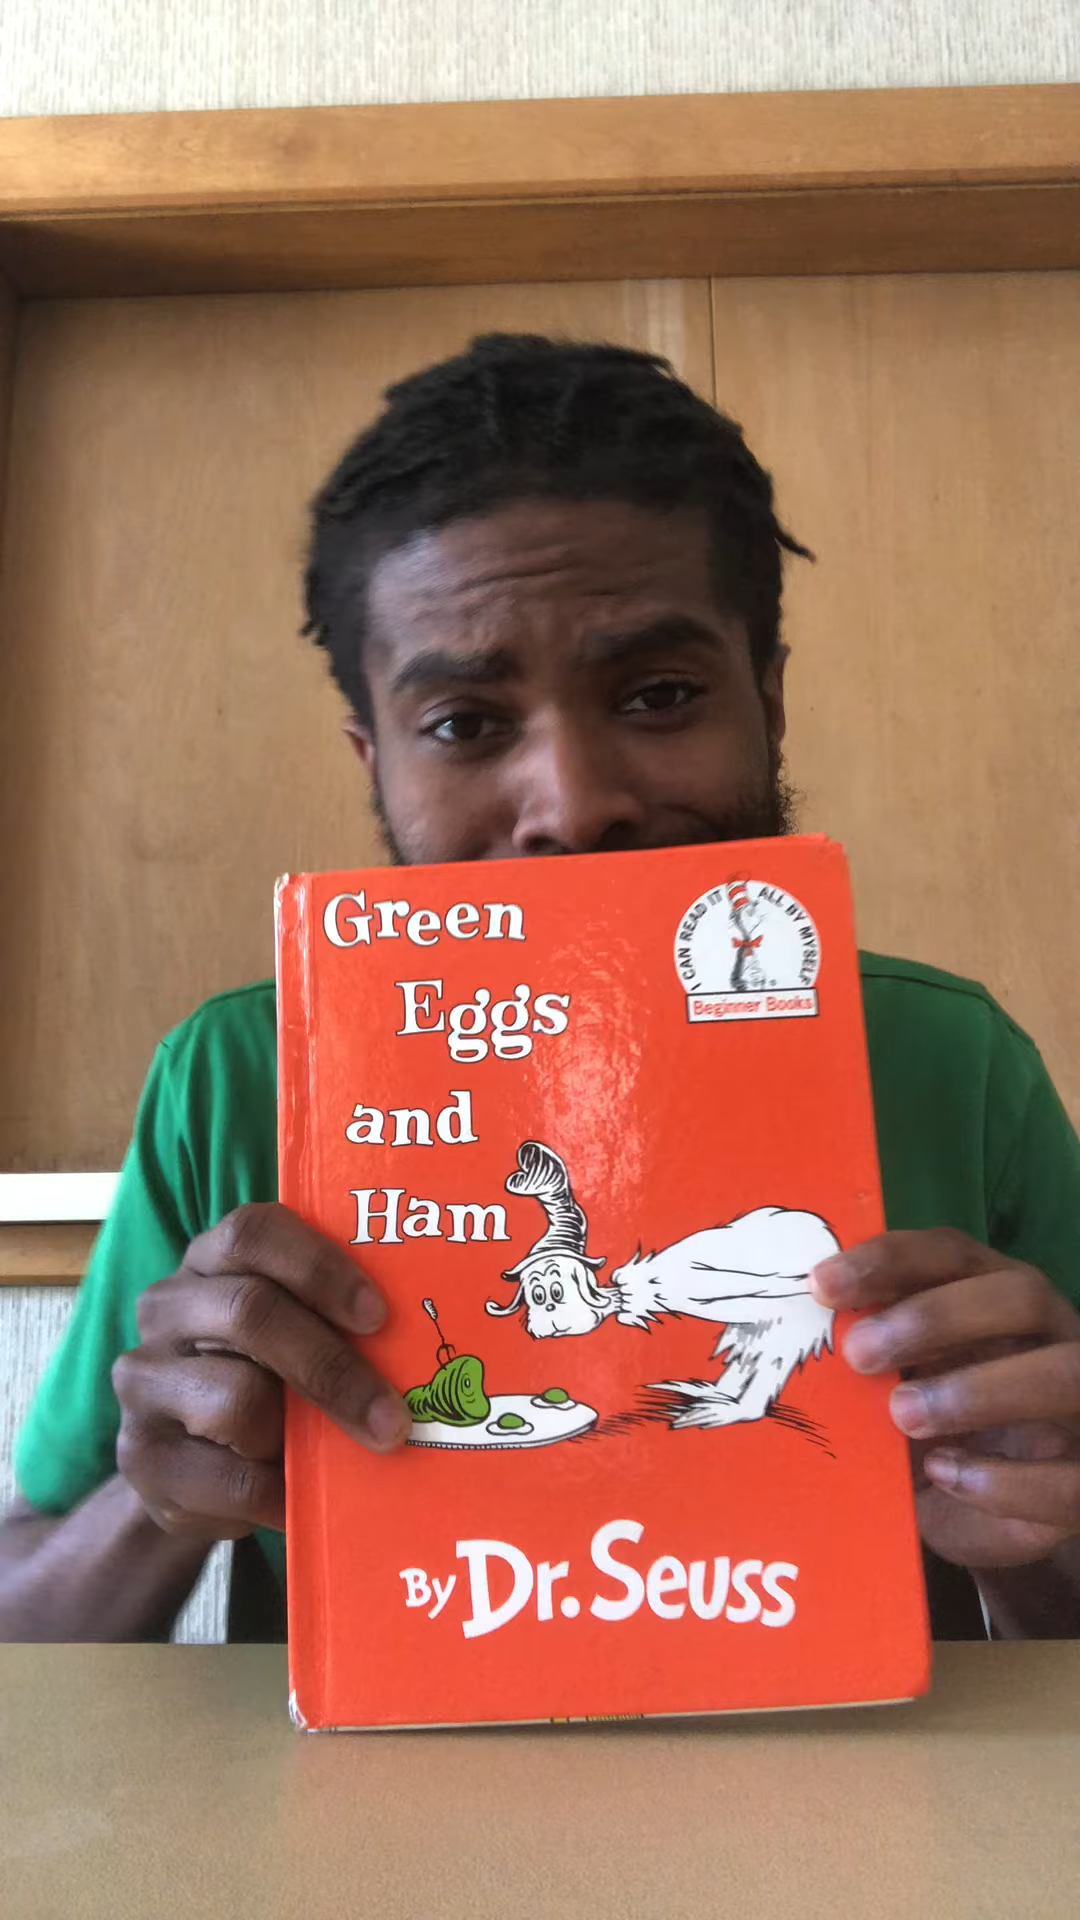 Green
Eggs
and
Ham
I CAN READ IT ALL BY MYSELF
Beginner Books
By Dr. Seuss